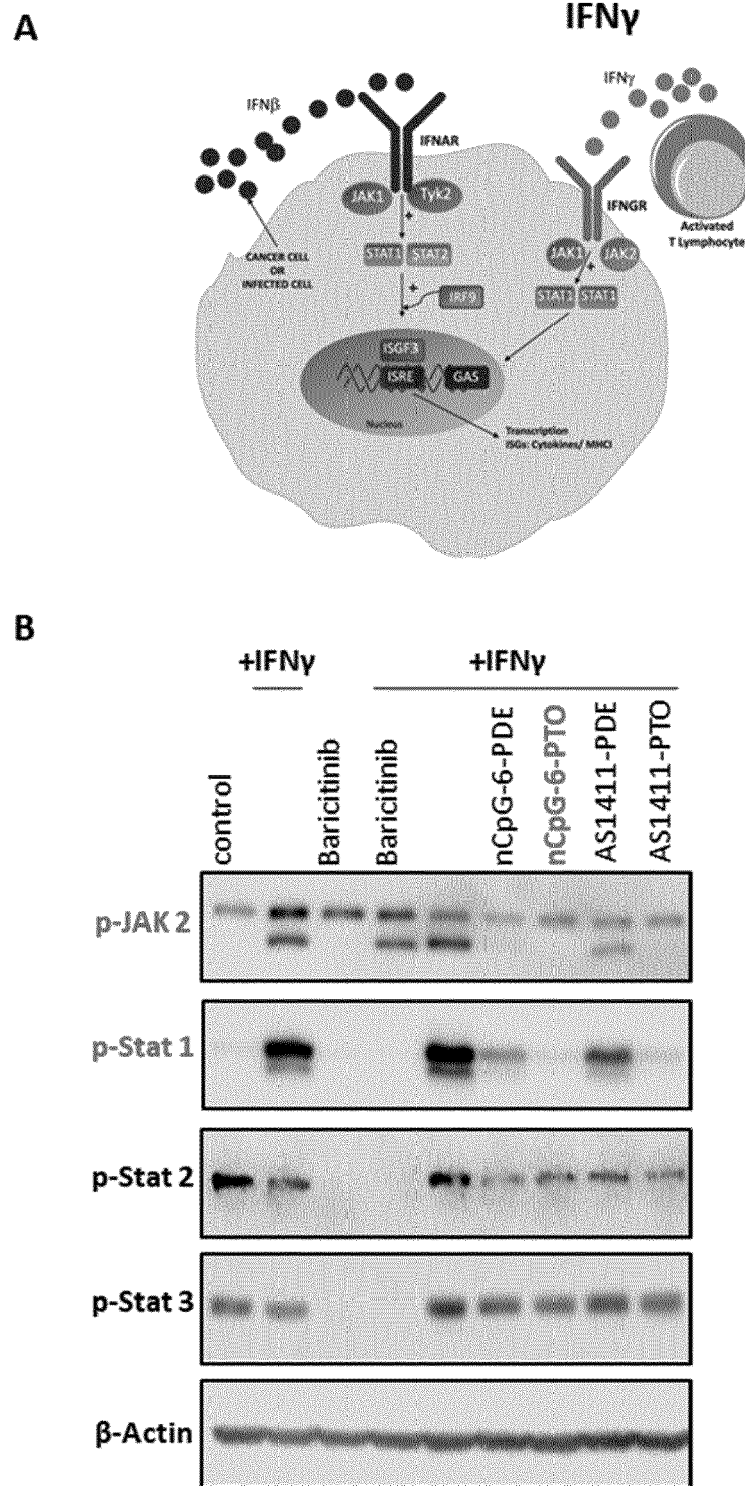 A
IFNγ
IFNβ
IFNγ
IFNAR
IFNGR
JAK1
Tyk2
Activated
T Lymphocyte
JAK1
JAK2
+
+
CANCER CELL
OR
INFECTED CELL
STAT1
STAT2
STAT1
STAT1
+
IRF9
ISGF3
ISRE
GAS
Nucleus
Transcription
ISGs: Cytokines/ MHCI
B
+IFNγ
+IFNγ
control
Baricitinib
Baricitinib
nCpG-6-PDE
nCpG-6-PTO
AS1411-PDE
AS1411-PTO
p-JAK 2
p-Stat 1
p-Stat 2
p-Stat 3
β-Actin